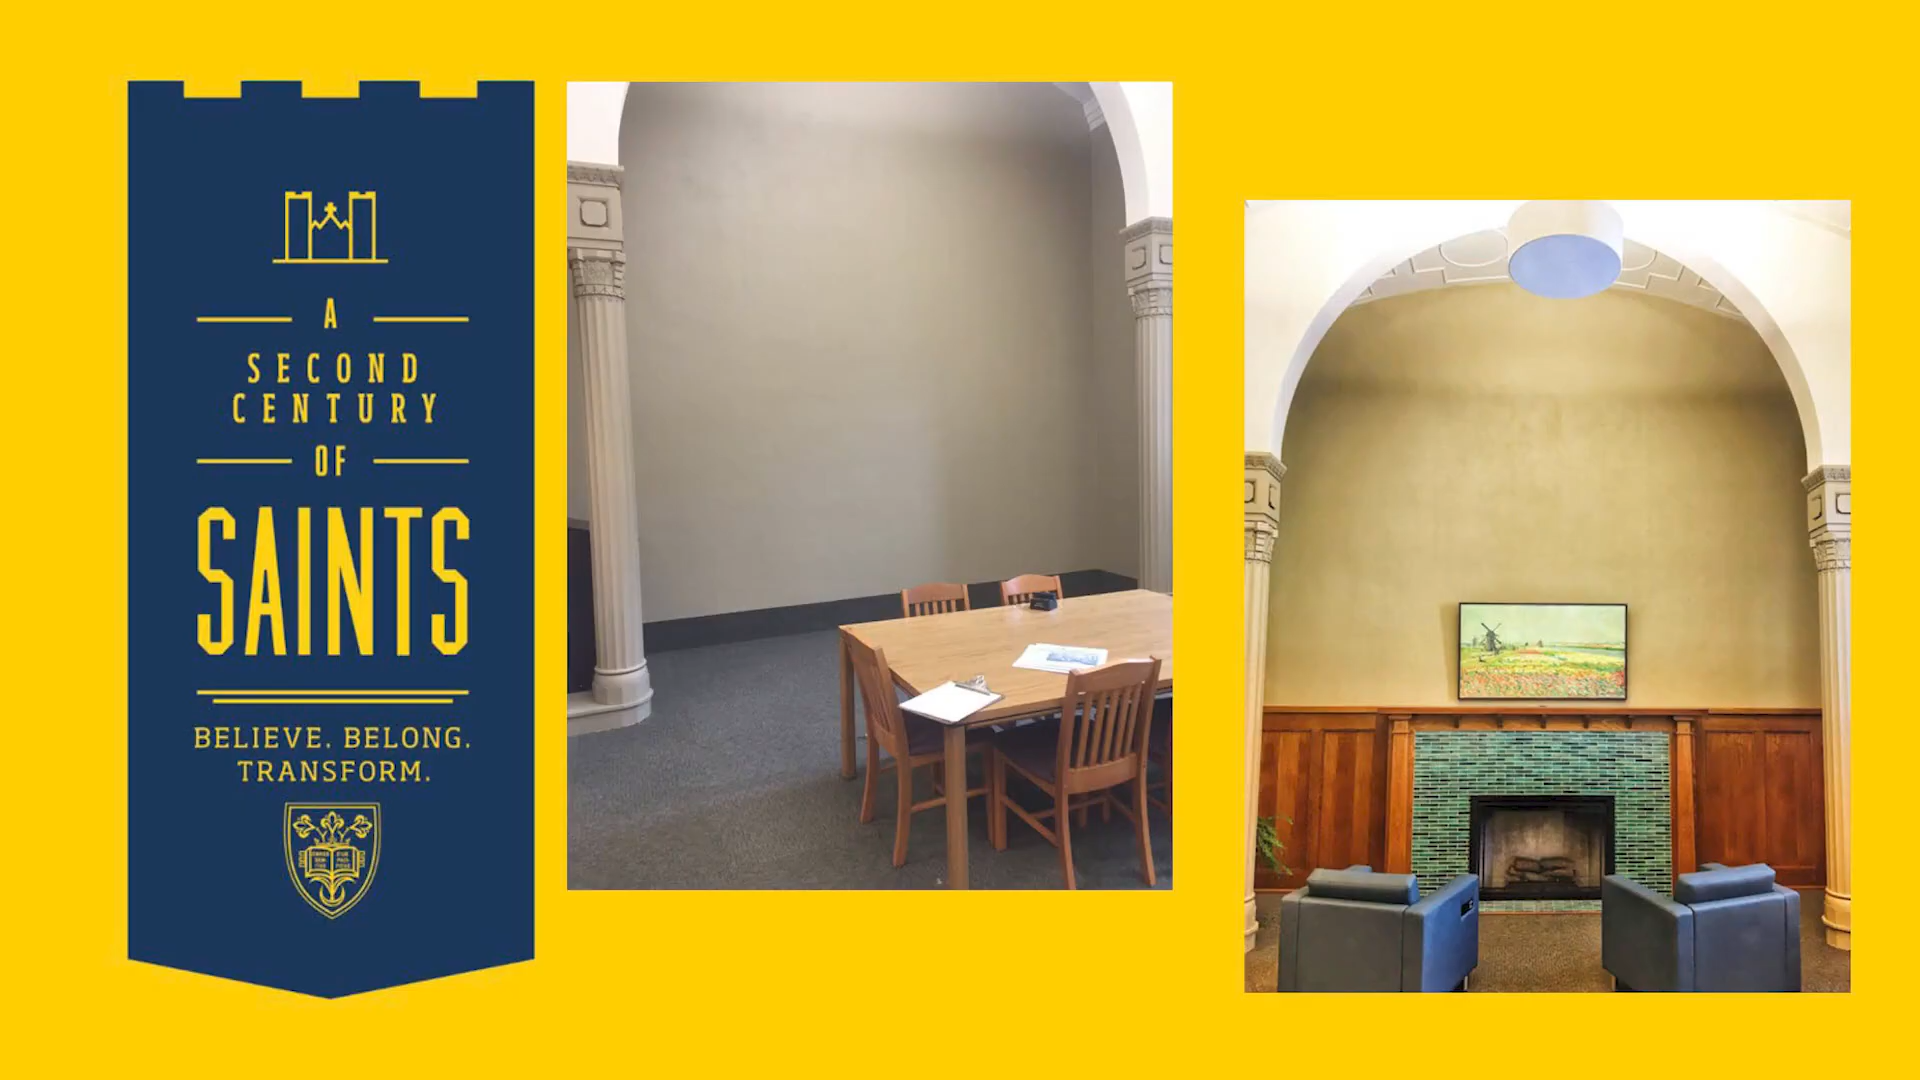 A
SECOND
CENTURY
OF
SAINTS
BELIEVE. BELONG.
TRANSFORM.